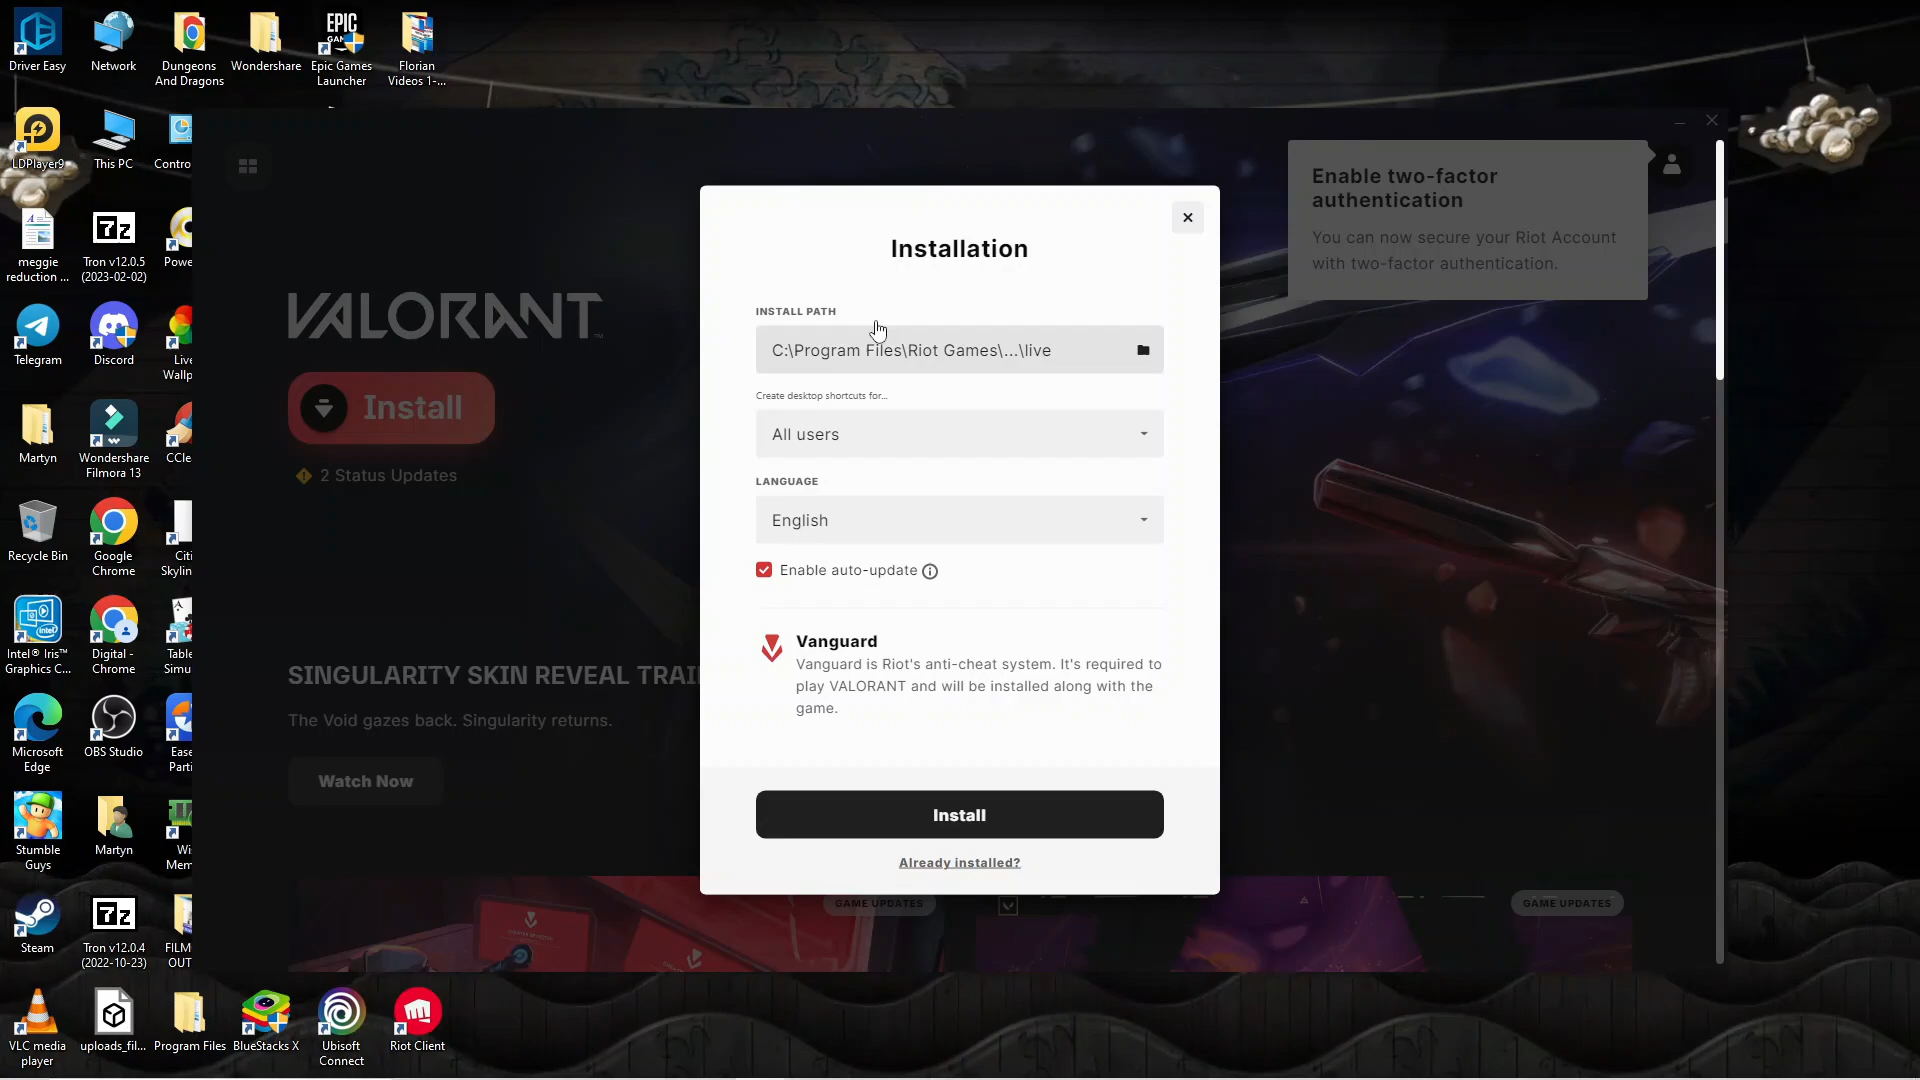 Driver Easy
Network
Dungeons
And Dragons
Wondershare
EPIC
Epic Games
Launcher
Florian
Videos 1-...
LDPlayer9
This PC
Contro
meggie
reduction ...
7z
Tron v12.0.5
(2023-02-02)
Powe
Telegram
Discord
Live
Wallp
Martyn
Wondershare
Filmora 13
CCle
Recycle Bin
Google
Chrome
Citi
Skylin
Intel® Iris™
Graphics C...
Digital -
Chrome
Table
Simu
Microsoft
Edge
OBS Studio
Ease
Parti
Stumble
Guys
Martyn
Wi
Mem
Steam
7z
Tron v12.0.4
(2022-10-23)
FILM
OUT
VLC media
player
uploads_fil...
Program Files
BlueStacks X
Ubisoft
Connect
Riot Client
VALORANT
Install
2 Status Updates
SINGULARITY SKIN REVEAL TRAI
The Void gazes back. Singularity returns.
Watch Now
Enable two-factor
authentication
You can now secure your Riot Account
with two-factor authentication.
Installation
INSTALL PATH
C:\Program Files\Riot Games\...\live
Create desktop shortcuts for...
All users
LANGUAGE
English
Enable auto-update
Vanguard
Vanguard is Riot's anti-cheat system. It's required to
play VALORANT and will be installed along with the
game.
Install
Already installed?
GAME UPDATES
GAME UPDATES